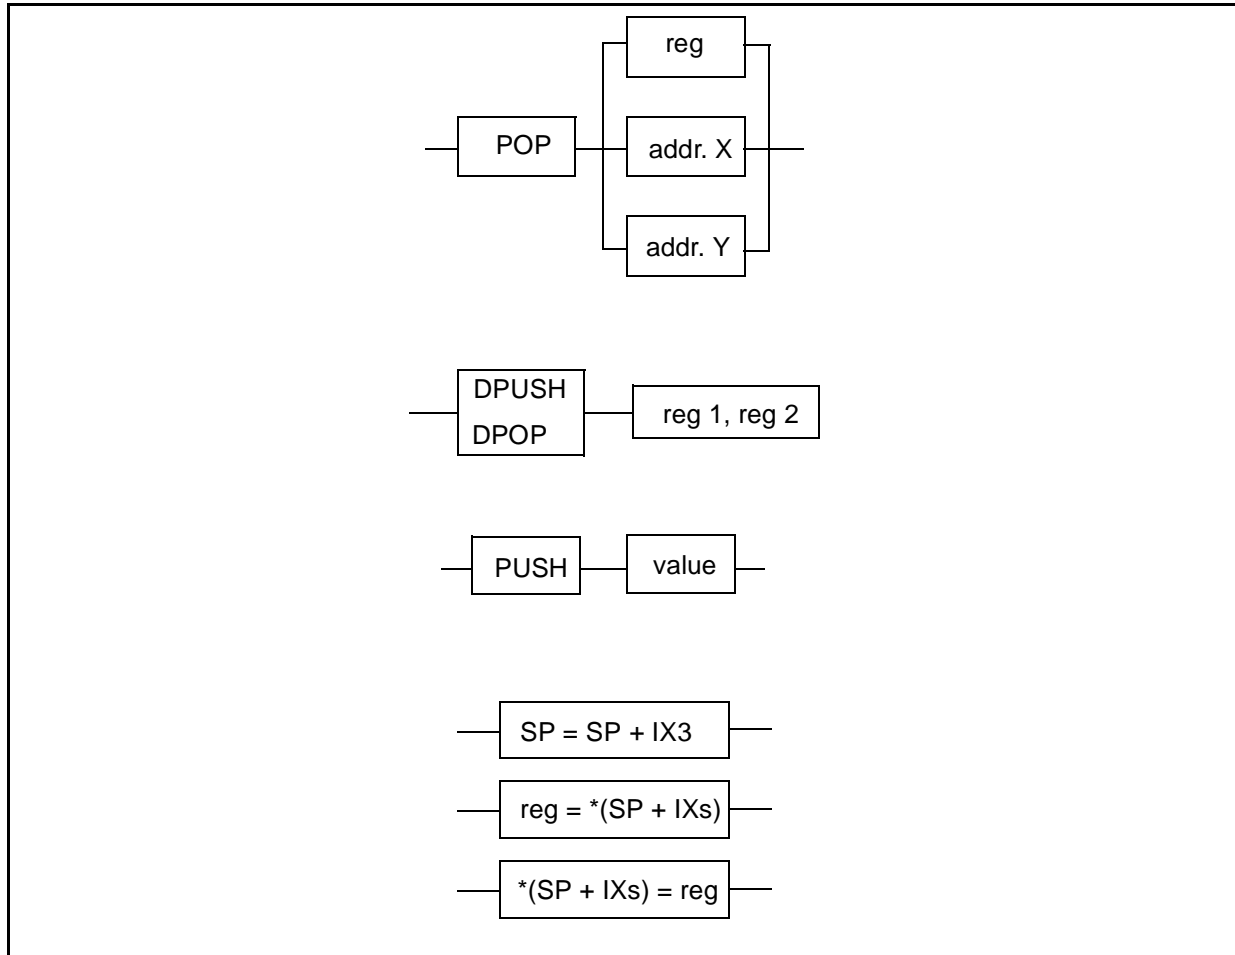 reg
POP
addr. X
addr. Y
DPUSH
DPOP
reg 1, reg 2
PUSH
value
SP = SP + IX3
reg = *(SP + IXs)
*(SP + IXs) = reg